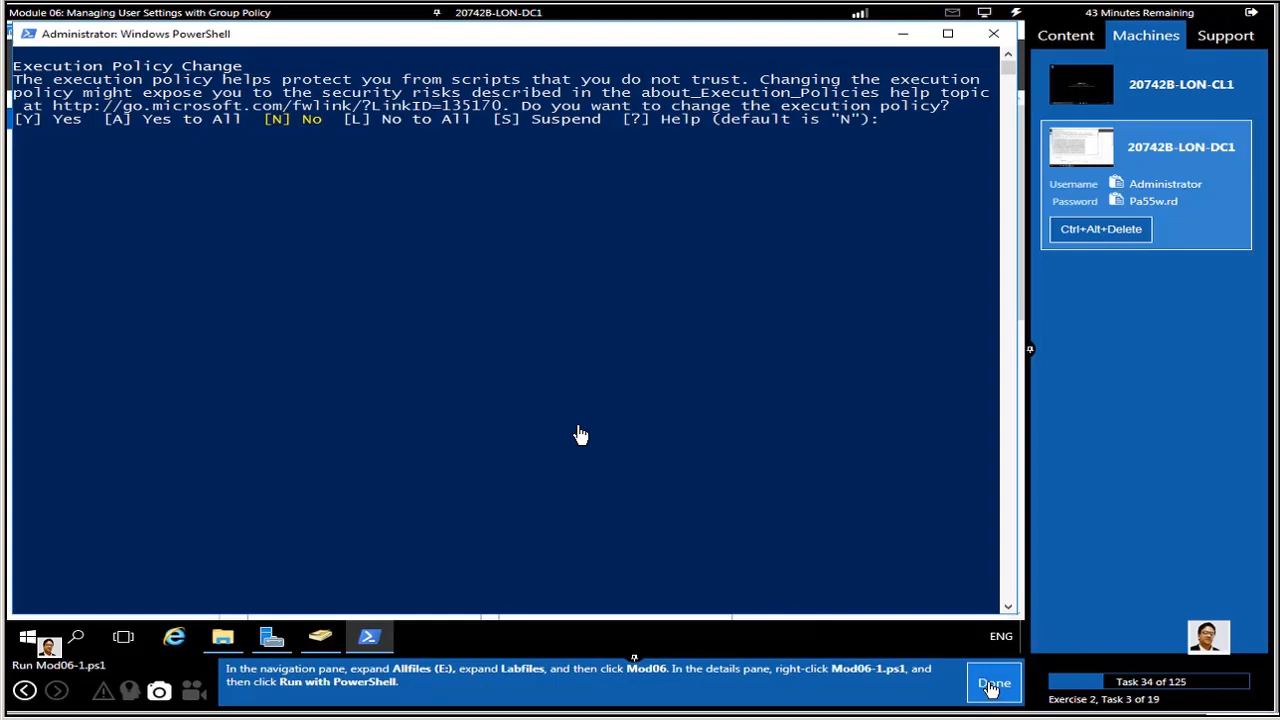 Module 06: Managing User Settings with Group Policy
20742B-LON-DC1
43 Minutes Remaining
Administrator: Windows PowerShell
Content
Machines
Support
Execution Policy Change
The execution policy helps protect you from scripts that you do not trust. Changing the execution
policy might expose you to the security risks described in the about_Execution_Policies help topic
at http://go.microsoft.com/fwlink/?LinkID=135170. Do you want to change the execution policy?
[Y] Yes [A] Yes to All [N] No [L] No to All [S] Suspend [?] Help (default is "N"):
20742B-LON-CL1
20742B-LON-DC1
Username Administrator
Password Pa55w.rd
Ctrl+Alt+Delete
ENG
Run Mod06-1.ps1
In the navigation pane, expand Allfiles (E:), expand Labfiles, and then click Mod06. In the details pane, right-click Mod06-1.ps1, and
then click Run with PowerShell.
Done
Task 34 of 125
Exercise 2, Task 3 of 19